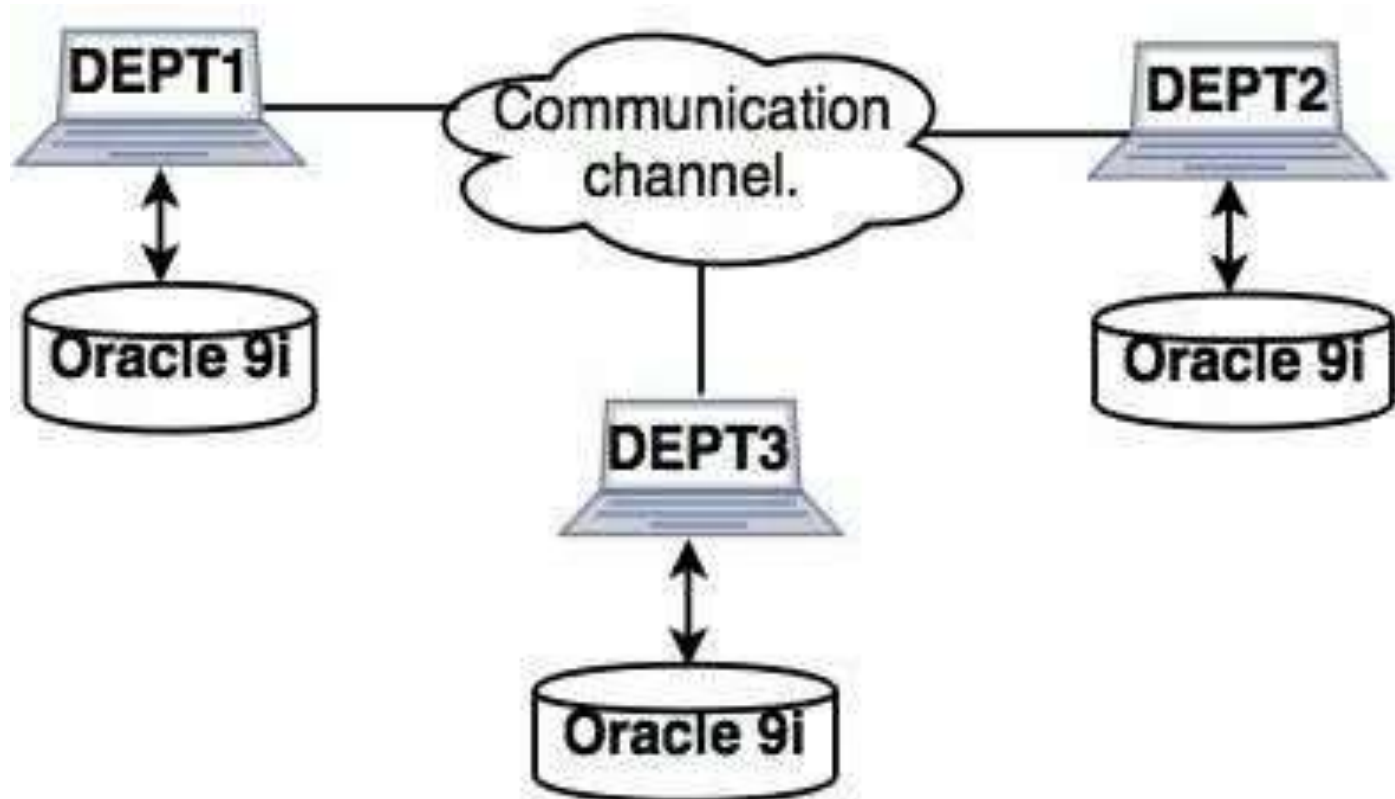 DEPT1
Communication
channel.
DEPT2
Oracle 9i
Oracle 9i
DEPT3
Oracle 9i